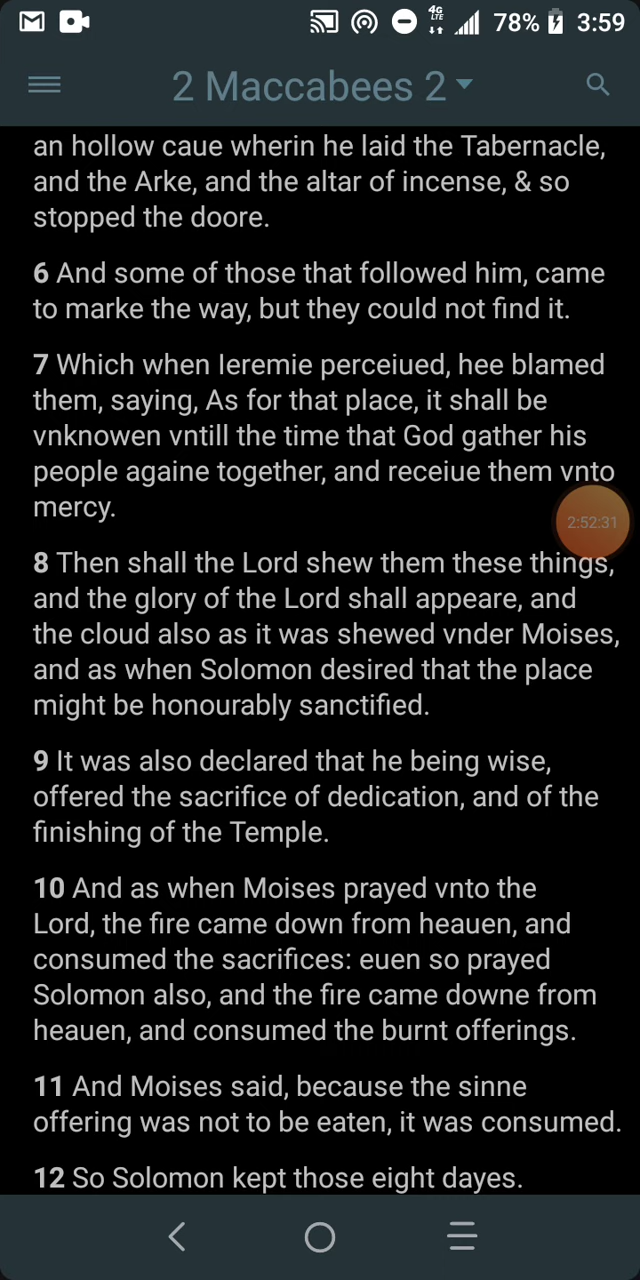 4G
LTE
78%
3:59
2 Maccabees 2
an hollow caue wherin he laid the Tabernacle,
and the Arke, and the altar of incense, & so
stopped the doore.
6 And some of those that followed him, came
to marke the way, but they could not find it.
7 Which when Ieremie perceiued, hee blamed
them, saying, As for that place, it shall be
vnknowen vntill the time that God gather his
people againe together, and receiue them vnto
mercy.
2:52:31
8 Then shall the Lord shew them these things,
and the glory of the Lord shall appeare, and
the cloud also as it was shewed vnder Moises,
and as when Solomon desired that the place
might be honourably sanctified.
9 It was also declared that he being wise,
offered the sacrifice of dedication, and of the
finishing of the Temple.
10 And as when Moises prayed vnto the
Lord, the fire came down from heauen, and
consumed the sacrifices: euen so prayed
Solomon also, and the fire came downe from
heauen, and consumed the burnt offerings.
11 And Moises said, because the sinne
offering was not to be eaten, it was consumed.
12 So Solomon kept those eight dayes.